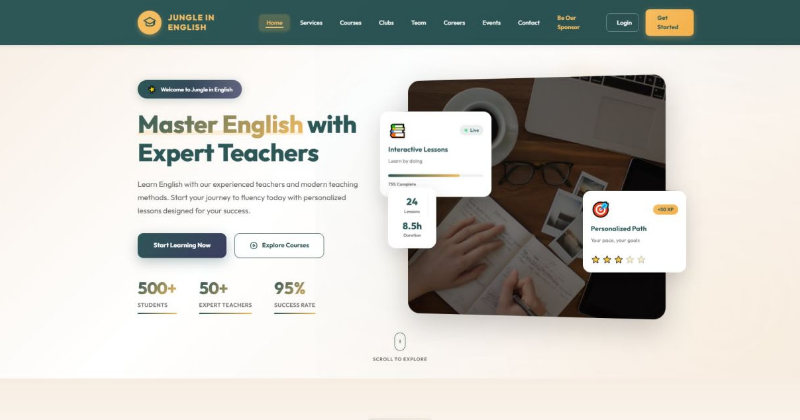 JUNGLE IN
ENGLISH
Home
Services
Courses
Clubs
Team
Careers
Events
Contact
Be Our
Sponsor
Login
Get
Started
Welcome to Jungle in English
Master English with
Expert Teachers
Learn English with our experienced teachers and modern teaching
methods. Start your journey to fluency today with personalized
lessons designed for your success.
Start Learning Now
Explore Courses
500+
STUDENTS
50+
EXPERT TEACHERS
95%
SUCCESS RATE
Live
Interactive Lessons
Learn by doing
75% Complete
24
Lessons
8.5h
Duration
+50 XP
Personalized Path
Your pace, your goals
SCROLL TO EXPLORE